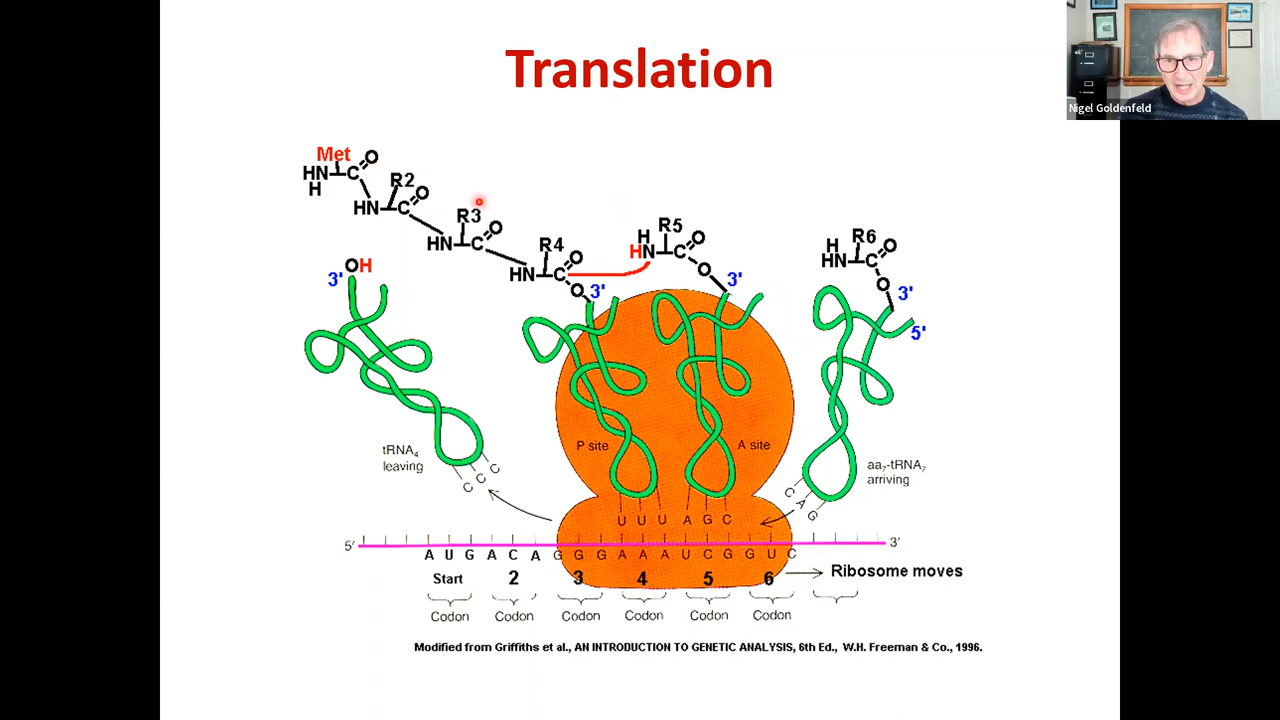 Translation
Nigel Goldenfeld
Met
HN C O
H
R2
HN C O
R3
HN C O
R4
HN C O
O
3'
R5
H
HN C O
O
3'
R6
H
HN C O
O
3'
5'
3' OH
P site
A site
tRNA4
leaving
C C C
aa7-tRNA7
arriving
C A G
U U U A G C
5' 3'
A U G A C A G G G A A A U C G G U C
Start 2 3 4 5 6 Ribosome moves
Codon Codon Codon Codon Codon Codon
Modified from Griffiths et al., AN INTRODUCTION TO GENETIC ANALYSIS, 6th Ed., W.H. Freeman & Co., 1996.